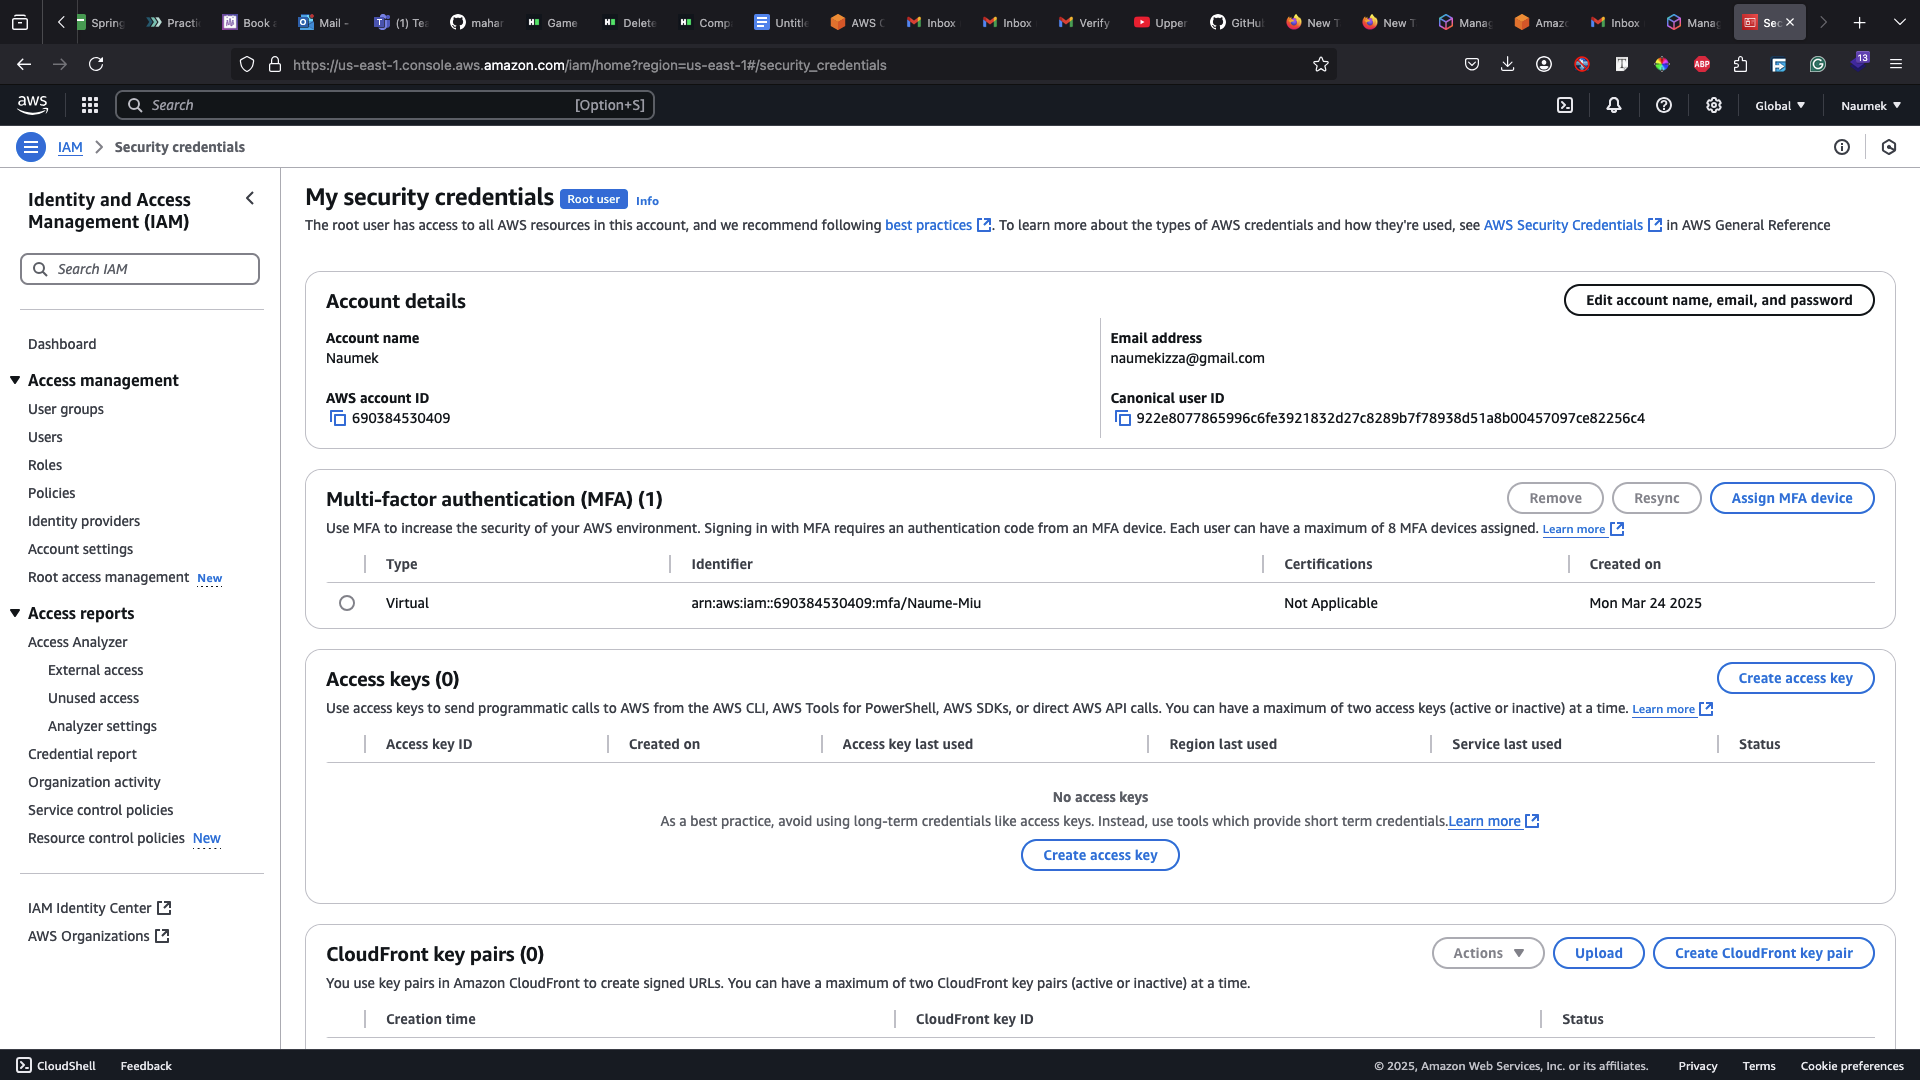 Spring
Practi
Book
Mail -
(1) Te
mahar
Game
Delete
Comp
Untitle
AWS C
Inbox
Inbox
Verify
Upper
GitHu
New T
New T
Manag
Amazo
Inbox
Manag
Sec
https://us-east-1.console.aws.amazon.com/iam/home?region=us-east-1#/security_credentials
ABP
13
aws
Search
[Option+S]
Global
Naumek
IAM
Security credentials
Identity and Access
Management (IAM)
Search IAM
Dashboard
Access management
User groups
Users
Roles
Policies
Identity providers
Account settings
Root access management New
Access reports
Access Analyzer
External access
Unused access
Analyzer settings
Credential report
Organization activity
Service control policies
Resource control policies New
IAM Identity Center
AWS Organizations
My security credentials Root user Info
The root user has access to all AWS resources in this account, and we recommend following best practices. To learn more about the types of AWS credentials and how they're used, see AWS Security Credentials in AWS General Reference
Account details
Edit account name, email, and password
Account name
Naumek
Email address
naumekizza@gmail.com
AWS account ID
690384530409
Canonical user ID
922e8077865996c6fe3921832d27c8289b7f78938d51a8b00457097ce82256c4
Multi-factor authentication (MFA) (1)
Remove
Resync
Assign MFA device
Use MFA to increase the security of your AWS environment. Signing in with MFA requires an authentication code from an MFA device. Each user can have a maximum of 8 MFA devices assigned. Learn more
Type Identifier Certifications Created on
Virtual arn:aws:iam::690384530409:mfa/Naume-Miu Not Applicable Mon Mar 24 2025
Access keys (0)
Create access key
Use access keys to send programmatic calls to AWS from the AWS CLI, AWS Tools for PowerShell, AWS SDKs, or direct AWS API calls. You can have a maximum of two access keys (active or inactive) at a time. Learn more
Access key ID Created on Access key last used Region last used Service last used Status
No access keys
As a best practice, avoid using long-term credentials like access keys. Instead, use tools which provide short term credentials. Learn more
Create access key
CloudFront key pairs (0)
Actions
Upload
Create CloudFront key pair
You use key pairs in Amazon CloudFront to create signed URLs. You can have a maximum of two CloudFront key pairs (active or inactive) at a time.
Creation time CloudFront key ID Status
CloudShell
Feedback
© 2025, Amazon Web Services, Inc. or its affiliates.
Privacy
Terms
Cookie preferences